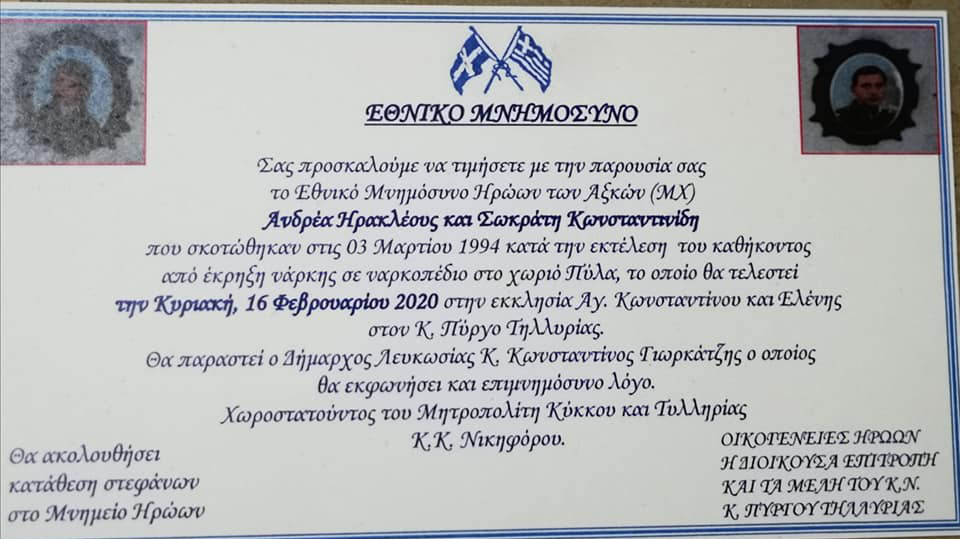 ΕΘΝΙΚΟ ΜΝΗΜΟΣΥΝΟ
Σας προσκαλούμε να τιμήσετε με την παρουσία σας
το Εθνικό Μνημόσυνο Ηρώων των Αξκών (ΜΧ)
Ανδρέα Ηρακλέους και Σωκράτη Κωνσταντινίδη
που σκοτώθηκαν στις 03 Μαρτίου 1994 κατά την εκτέλεση του καθήκοντος
από έκρηξη νάρκης σε ναρκοπέδιο στο χωριό Πύλα, το οποίο θα τελεστεί
την Κυριακή, 16 Φεβρουαρίου 2020 στην εκκλησία Αγ. Κωνσταντίνου και Ελένης
στον Κ. Πύργο Τηλλυρίας.
Θα παραστεί ο Δήμαρχος Λευκωσίας Κ. Κωνσταντίνος Γιωρκάτζης ο οποίος
θα εκφωνήσει και επιμνημόσυνο λόγο.
Χωροστατούντος του Μητροπολίτη Κύκκου και Τυλληρίας
Κ.Κ. Νικηφόρου.
Θα ακολουθήσει
κατάθεση στεφάνων
στο Μνημείο Ηρώων
ΟΙΚΟΓΕΝΕΙΕΣ ΗΡΩΩΝ
Η ΔΙΟΙΚΟΥΣΑ ΕΠΙΤΡΟΠΗ
ΚΑΙ ΤΑ ΜΕΛΗ ΤΟΥ Κ.Ν.
Κ. ΠΥΡΓΟΥ ΤΗΛΛΥΡΙΑΣ